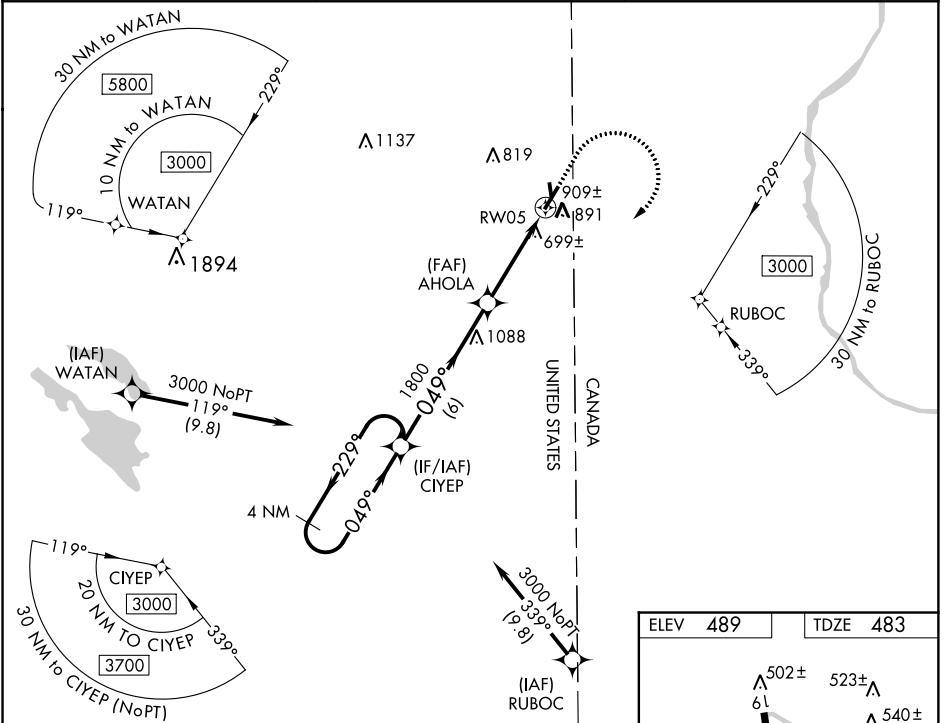 30 NM to WATAN
5800
10 NM to WATAN
3000
229°
119°
WATAN
1894
1137
819
909±
891
RW05
699±
(FAF)
AHOLA
1088
229°
3000
RUBOC
339°
30 NM to RUBOC
(IAF)
WATAN
3000 NoPT
119°
(9.8)
1800
049°
(6)
UNITED STATES
CANADA
229°
049°
4 NM
(IF/IAF)
CIYEP
119°
CIYEP
3000
20 NM TO CIYEP
339°
3700
30 NM to CIYEP (NoPT)
3000 NoPT
339°
(9.8)
(IAF)
RUBOC
ELEV 489
TDZE 483
502±
523±
19
540±